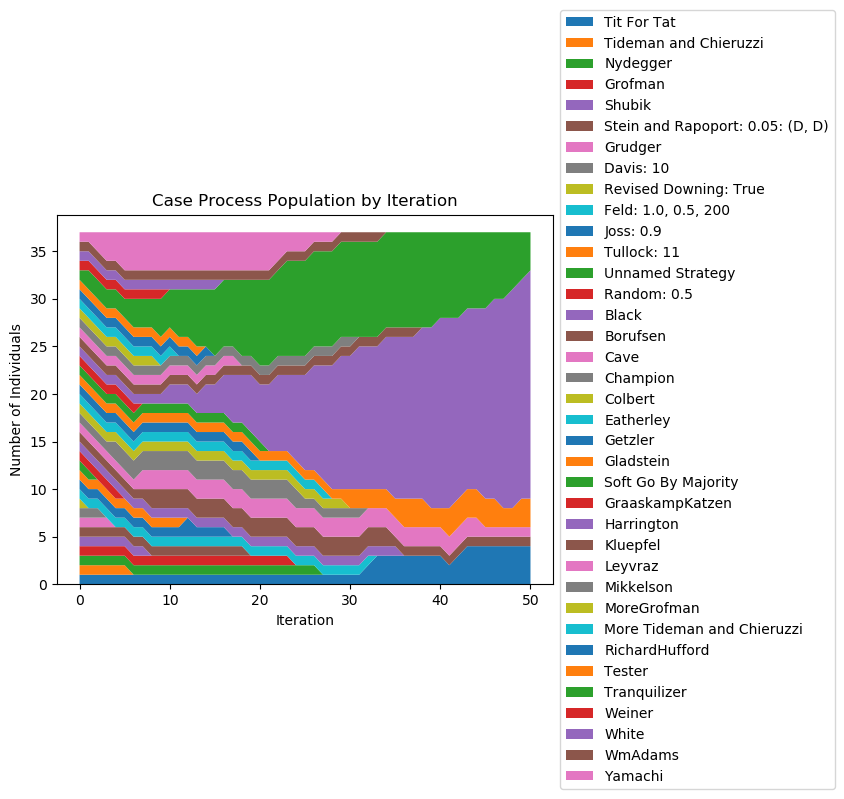 Case Process Population by Iteration
Number of Individuals
35
30
25
20
15
10
5
0
0
10
20
30
40
50
Iteration
Tit For Tat
Tideman and Chieruzzi
Nydegger
Grofman
Shubik
Stein and Rapoport: 0.05: (D, D)
Grudger
Davis: 10
Revised Downing: True
Feld: 1.0, 0.5, 200
Joss: 0.9
Tullock: 11
Unnamed Strategy
Random: 0.5
Black
Borufsen
Cave
Champion
Colbert
Eatherley
Getzler
Gladstein
Soft Go By Majority
GraaskampKatzen
Harrington
Kluepfel
Leyvraz
Mikkelson
MoreGrofman
More Tideman and Chieruzzi
RichardHufford
Tester
Tranquilizer
Weiner
White
WmAdams
Yamachi